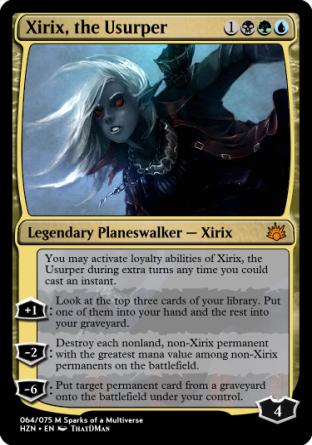 Xirix, the Usurper 1
Legendary Planeswalker — Xirix
You may activate loyalty abilities of Xirix, the
Usurper during extra turns any time you could
cast an instant.
+1: Look at the top three cards of your library. Put
one of them into your hand and the rest into
your graveyard.
-2: Destroy each nonland, non-Xirix permanent
with the greatest mana value among non-Xirix
permanents on the battlefield.
-6: Put target permanent card from a graveyard
onto the battlefield under your control.
4
064/075 M Sparks of a Multiverse
HZN • EN ThatDMan